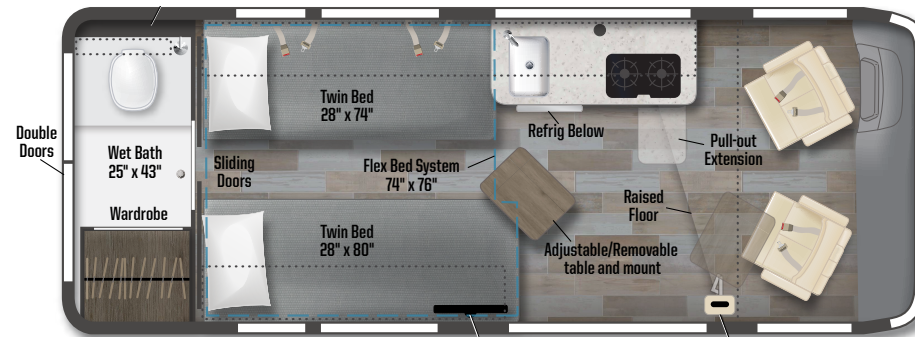 Double
Doors
Wet Bath
25" x 43"
Wardrobe
Sliding
Doors
Twin Bed
28" x 74"
Flex Bed System
74" x 76"
Twin Bed
28" x 80"
Refrig Below
Pull-out
Extension
Raised
Floor
Adjustable/Removable
table and mount